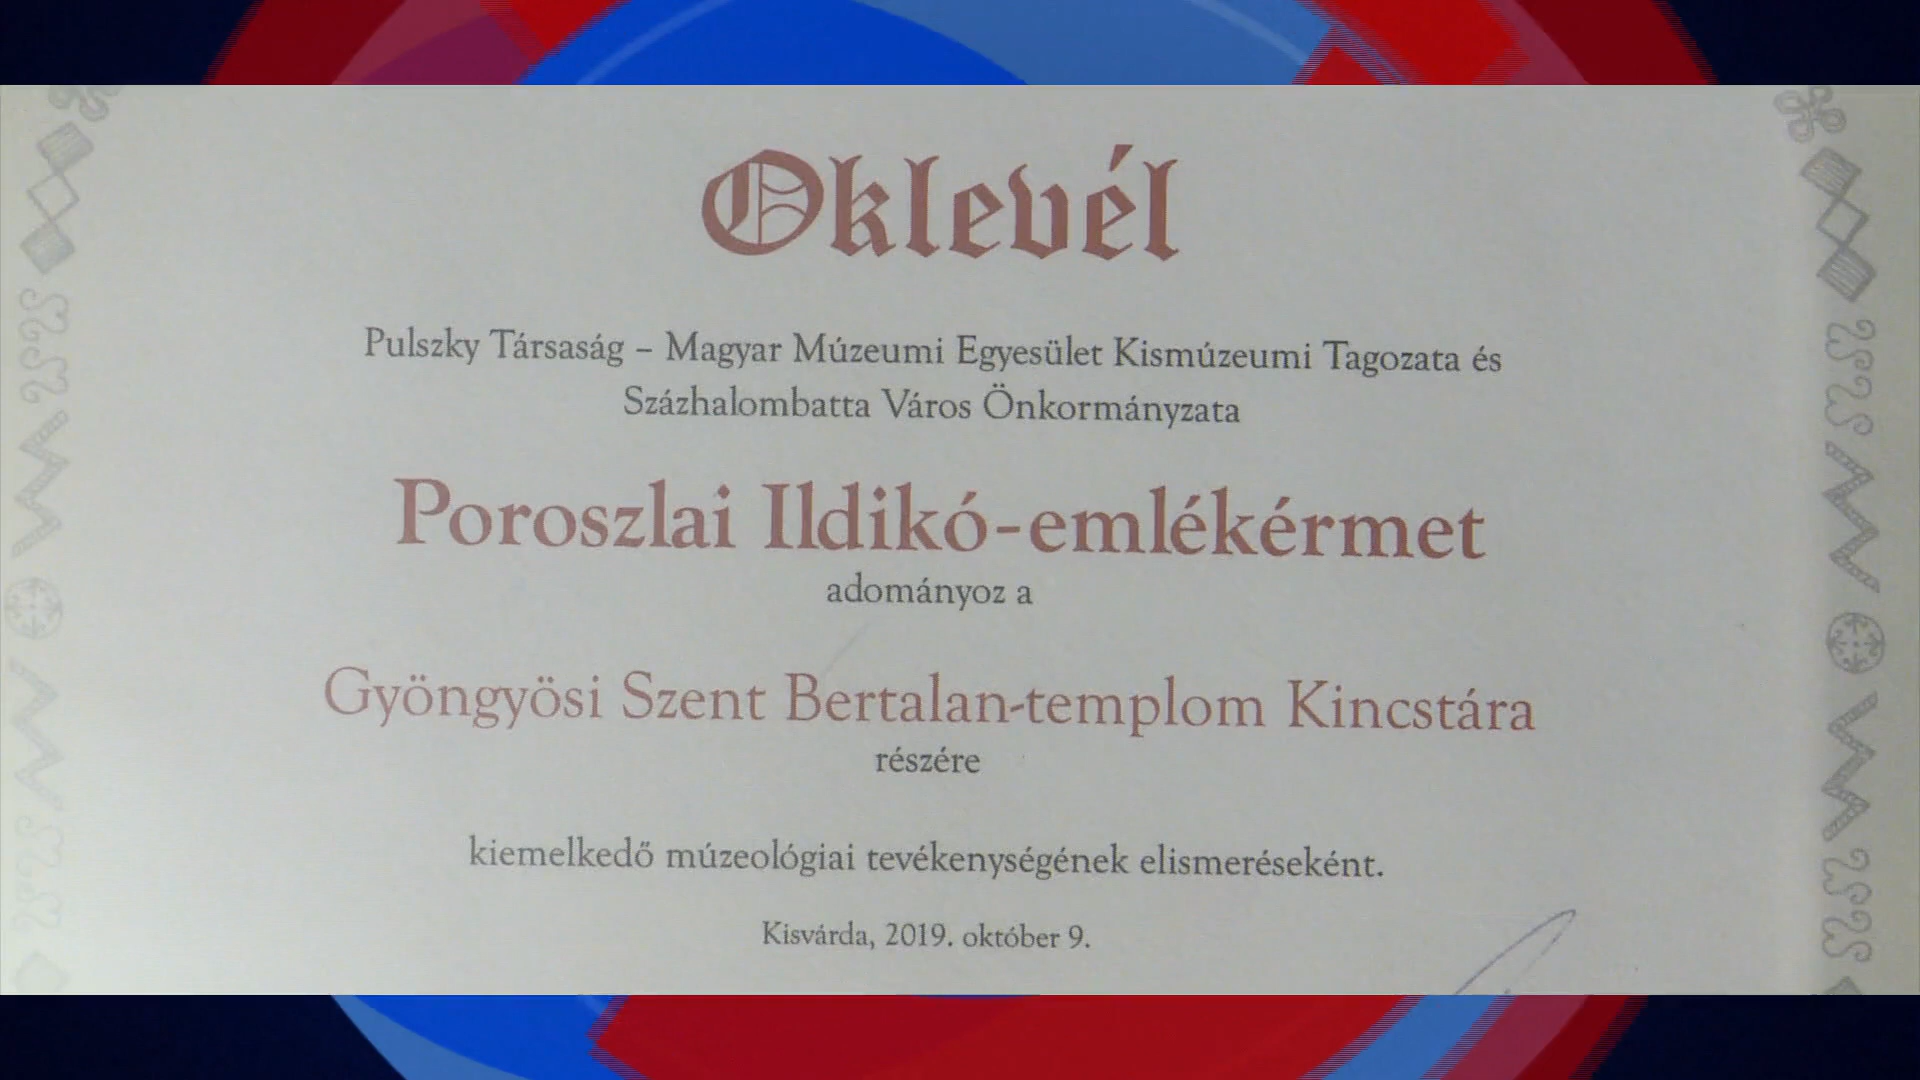 Oklevél
Pulszky Társaság – Magyar Múzeumi Egyesület Kismúzeumi Tagozata és
Százhalombatta Város Önkormányzata
Poroszlai Ildikó-emlékérmet
adományoz a
Gyöngyösi Szent Bertalan-templom Kincstára
részére
kiemelkedő múzeológiai tevékenységének elismeréseként.
Kisvárda, 2019. október 9.